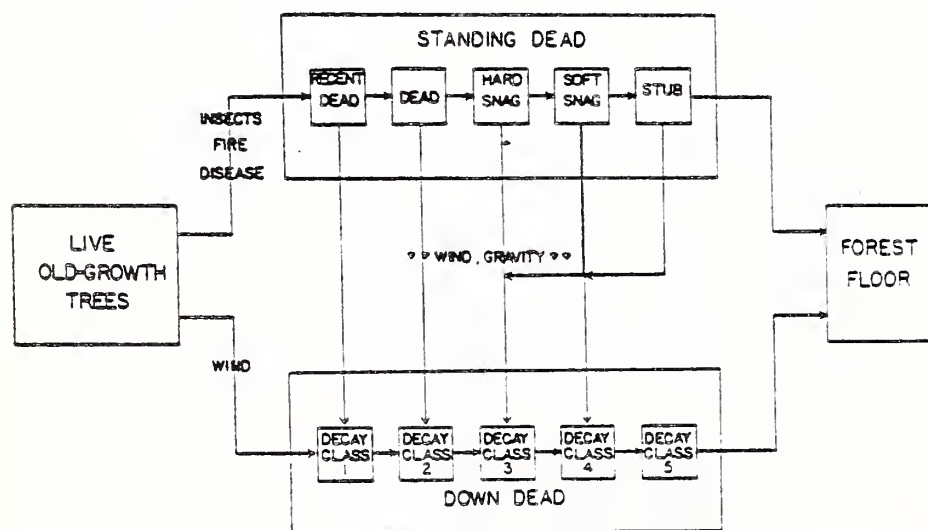 STANDING DEAD
RECENT
DEAD
DEAD
HARD
SNAG
SOFT
SNAG
STUB
INSECTS
FIRE
DISEASE
LIVE
OLD-GROWTH
TREES
WIND, GRAVITY
FOREST
FLOOR
WIND
DECAY
CLASS
1
DECAY
CLASS
2
DECAY
CLASS
3
DECAY
CLASS
4
DECAY
CLASS
5
DOWN DEAD